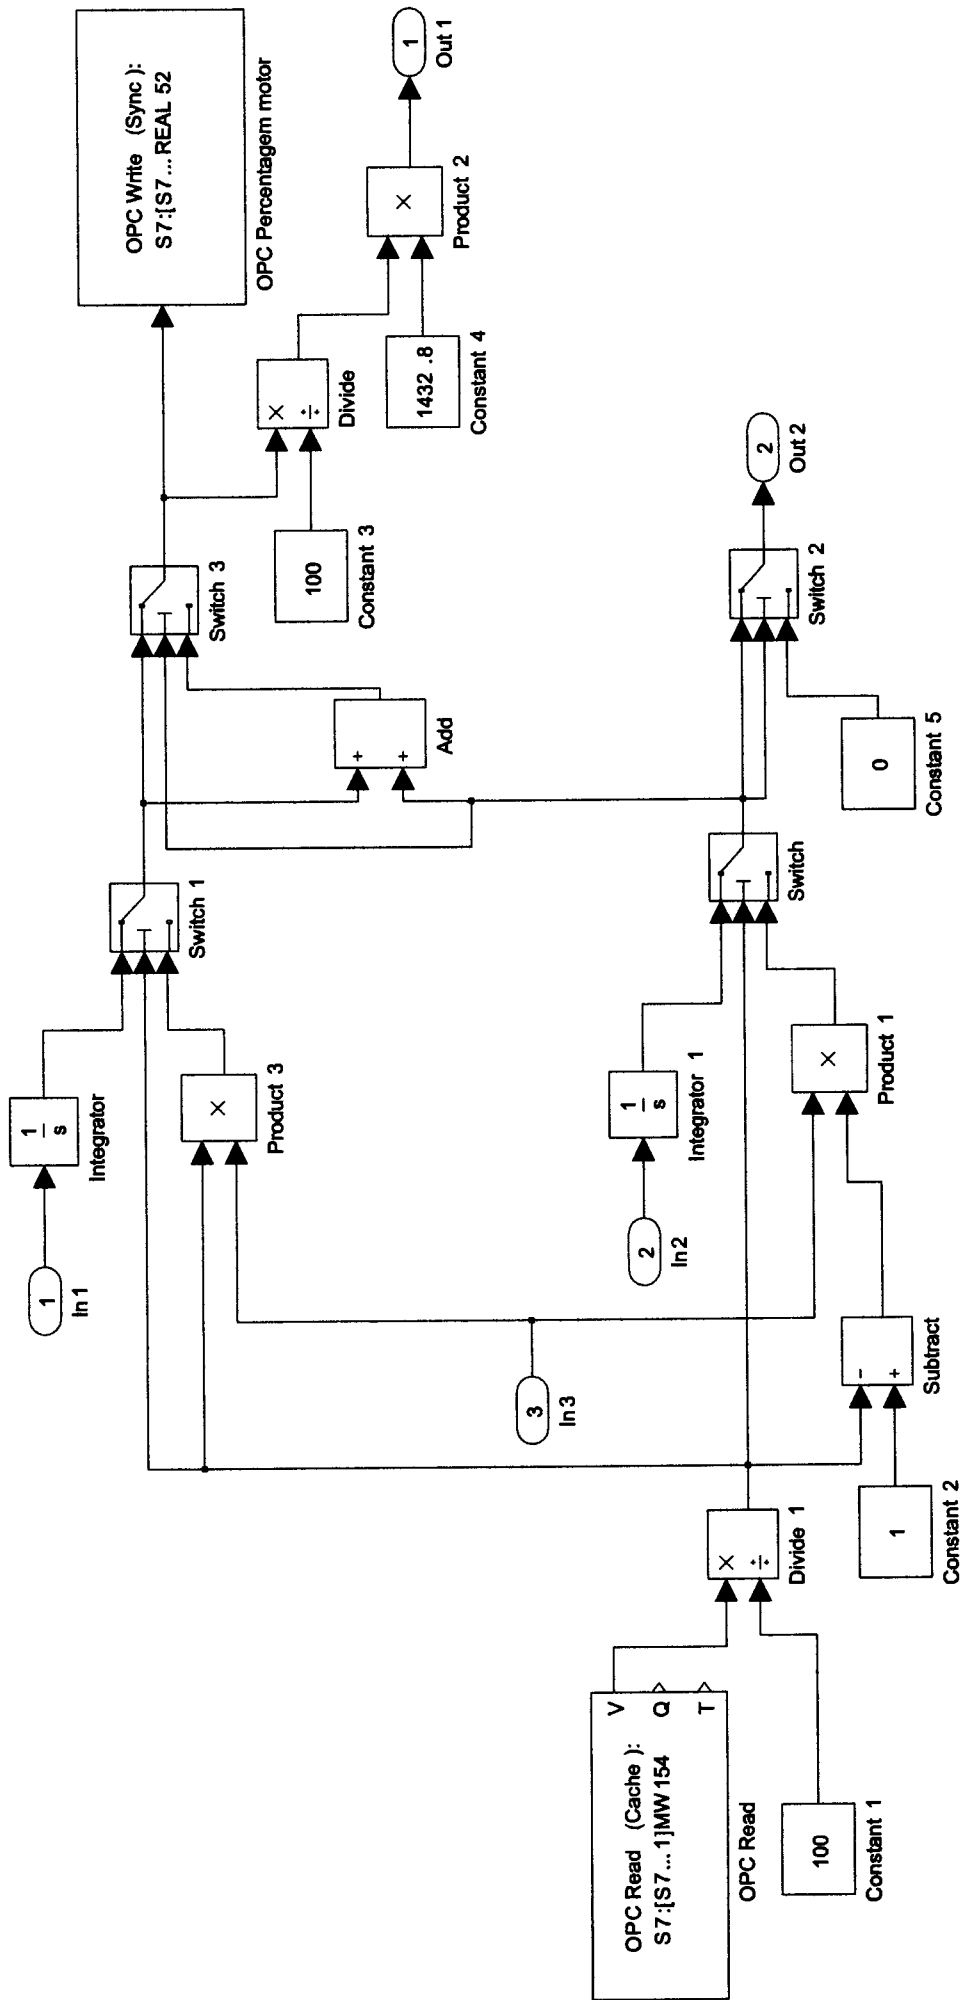 OPC Read (Cache):
S7:[S7...1]MW154
V
Q
T
OPC Read
100
Constant 1
×
÷
Divide 1
1
Constant 2
-
+
Subtract
1
In1
1
s
Integrator
3
In3
×
Product 3
2
In2
1
s
Integrator 1
×
Product 1
Switch 1
Switch
+
+
Add
0
Constant 5
Switch 3
Switch 2
2
Out 2
100
Constant 3
×
÷
Divide
1432.8
Constant 4
×
Product 2
1
Out 1
OPC Write (Sync):
S7:[S7...REAL 52
OPC Percentagem motor